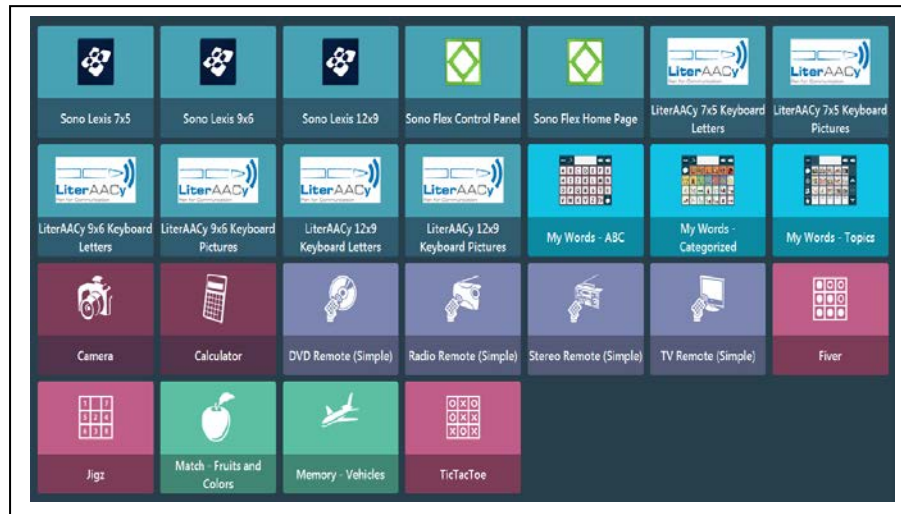 Sono Lexis 7x5
Sono Lexis 9x6
Sono Lexis 12x9
Sono Flex Control Panel
Sono Flex Home Page
LiterAACy
LiterAACy 7x5 Keyboard
Letters
LiterAACy
LiterAACy 7x5 Keyboard
Pictures
LiterAACy
LiterAACy 9x6 Keyboard
Letters
LiterAACy
LiterAACy 9x6 Keyboard
Pictures
LiterAACy
LiterAACy 12x9
Keyboard Letters
LiterAACy
LiterAACy 12x9
Keyboard Pictures
My Words - ABC
My Words -
Categorized
My Words - Topics
Camera
Calculator
DVD Remote (Simple)
Radio Remote (Simple)
Stereo Remote (Simple)
TV Remote (Simple)
Fiver
Jigz
Match - Fruits and
Colors
Memory - Vehicles
OXO
OXX
XOX
TicTacToe